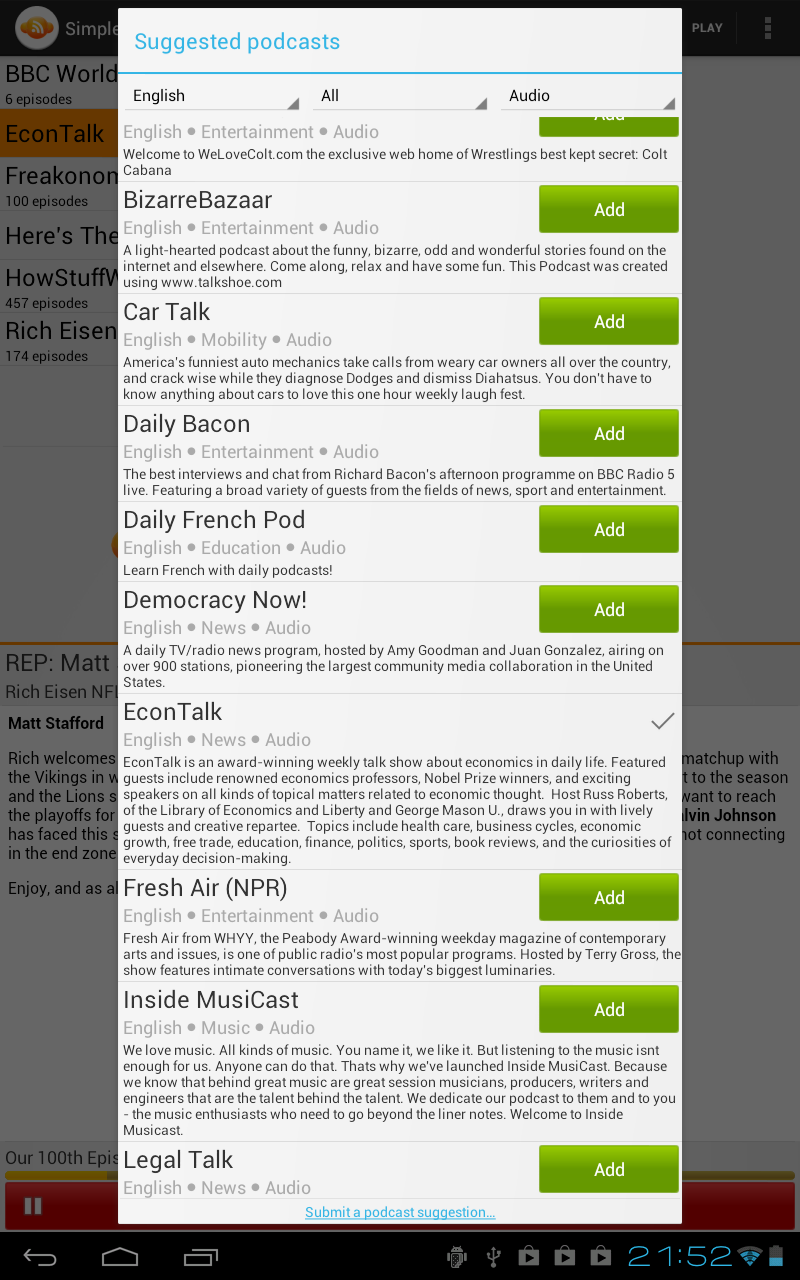 Simple
PLAY
Suggested podcasts
English
All
Audio
BBC World
6 episodes
EconTalk
Freakonom
100 episodes
Here's The
HowStuffW
457 episodes
Rich Eisen
174 episodes
Add
English • Entertainment • Audio
Welcome to WeLoveColt.com the exclusive web home of Wrestlings best kept secret: Colt
Cabana
BizarreBazaar
Add
English • Entertainment • Audio
A light-hearted podcast about the funny, bizarre, odd and wonderful stories found on the
internet and elsewhere. Come along, relax and have some fun. This Podcast was created
using www.talkshoe.com
Car Talk
Add
English • Mobility • Audio
America's funniest auto mechanics take calls from weary car owners all over the country,
and crack wise while they diagnose Dodges and dismiss Diahatsus. You don't have to
know anything about cars to love this one hour weekly laugh fest.
Daily Bacon
Add
English • Entertainment • Audio
The best interviews and chat from Richard Bacon's afternoon programme on BBC Radio 5
live. Featuring a broad variety of guests from the fields of news, sport and entertainment.
Daily French Pod
Add
English • Education • Audio
Learn French with daily podcasts!
Democracy Now!
Add
English • News • Audio
A daily TV/radio news program, hosted by Amy Goodman and Juan Gonzalez, airing on
over 900 stations, pioneering the largest community media collaboration in the United
States.
EconTalk
English • News • Audio
EconTalk is an award-winning weekly talk show about economics in daily life. Featured
guests include renowned economics professors, Nobel Prize winners, and exciting
speakers on all kinds of topical matters related to economic thought.  Host Russ Roberts,
of the Library of Economics and Liberty and George Mason U., draws you in with lively
guests and creative repartee.  Topics include health care, business cycles, economic
growth, free trade, education, finance, politics, sports, book reviews, and the curiosities of
everyday decision-making.
Fresh Air (NPR)
Add
English • Entertainment • Audio
Fresh Air from WHYY, the Peabody Award-winning weekday magazine of contemporary
arts and issues, is one of public radio's most popular programs. Hosted by Terry Gross, the
show features intimate conversations with today's biggest luminaries.
Inside MusiCast
Add
English • Music • Audio
We love music. All kinds of music. You name it, we like it. But listening to the music isnt
enough for us. Anyone can do that. Thats why we've launched Inside MusiCast. Because
we know that behind great music are great session musicians, producers, writers and
engineers that are the talent behind the talent. We dedicate our podcast to them and to you
- the music enthusiasts who need to go beyond the liner notes. Welcome to Inside
Musicast.
Legal Talk
Add
English • News • Audio
Submit a podcast suggestion...
REP: Matt
Rich Eisen NFL
Matt Stafford
Rich welcomes matchup with
the Vikings in w t to the season
and the Lions s want to reach
the playoffs for alvin Johnson
has faced this s not connecting
in the end zone
Enjoy, and as al
Our 100th Epis
21:52